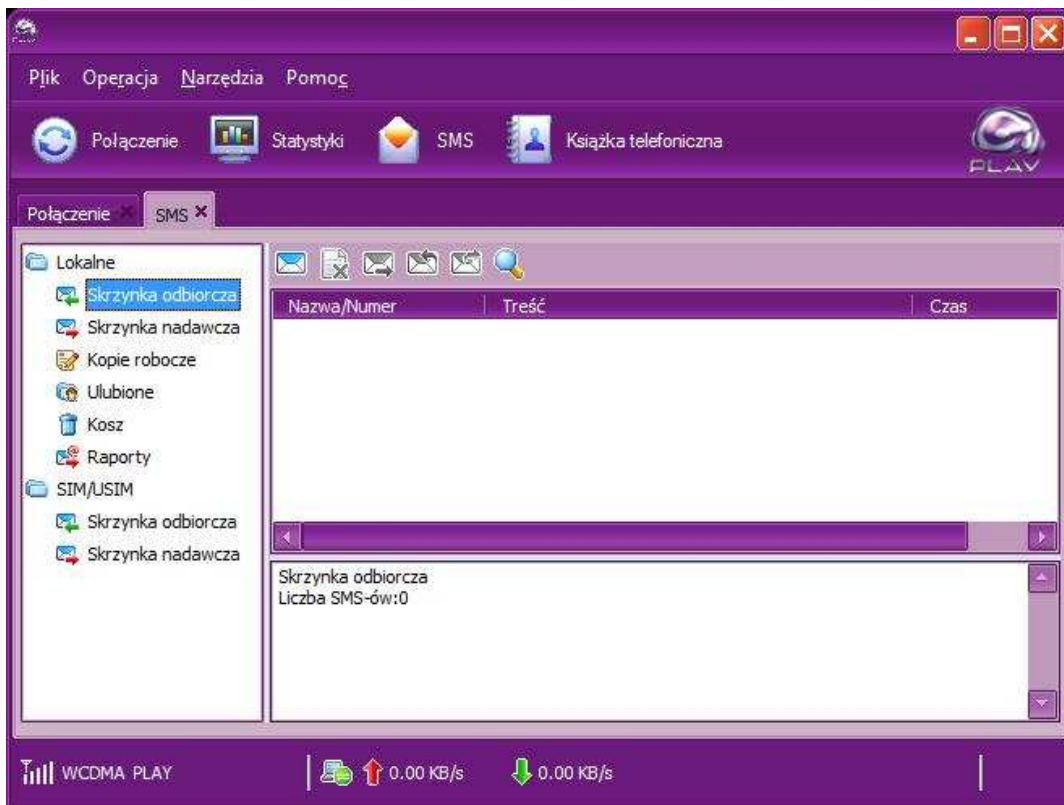 PLAY
Plik Operacja Narzędzia Pomoc
Połączenie Statystyki SMS Książka telefoniczna
PLAY
Połączenie SMS
Lokalne
Skrzynka odbiorcza
Skrzynka nadawcza
Kopie robocze
Ulubione
Kosz
Raporty
SIM/USIM
Skrzynka odbiorcza
Skrzynka nadawcza
Nazwa/Numer Treść Czas
Skrzynka odbiorcza
Liczba SMS-ów:0
WCDMA PLAY 0.00 KB/s 0.00 KB/s